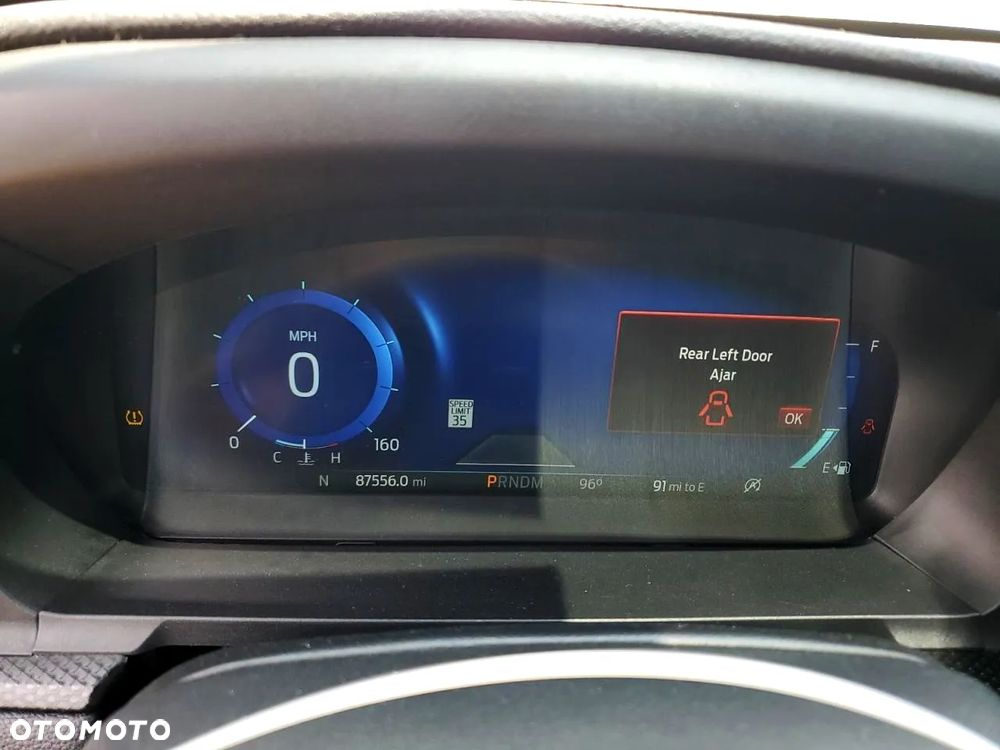 MPH
0
0
160
C
H
SPEED
LIMIT
35
Rear Left Door
Ajar
OK
F
E
N
87556.0 mi
PRNDM
96°
91 mi to E
OTOMOTO